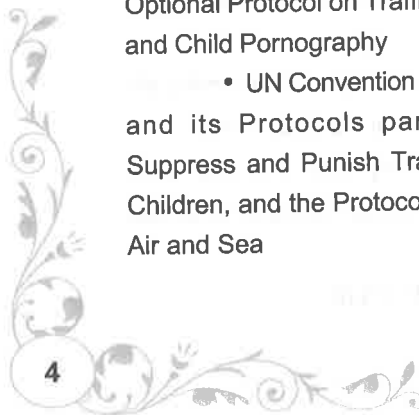 Optional Protocol on
and Child Pornography
• UN Convention
and its Protocols
Suppress and Punish
Children, and the
Air and Sea
4